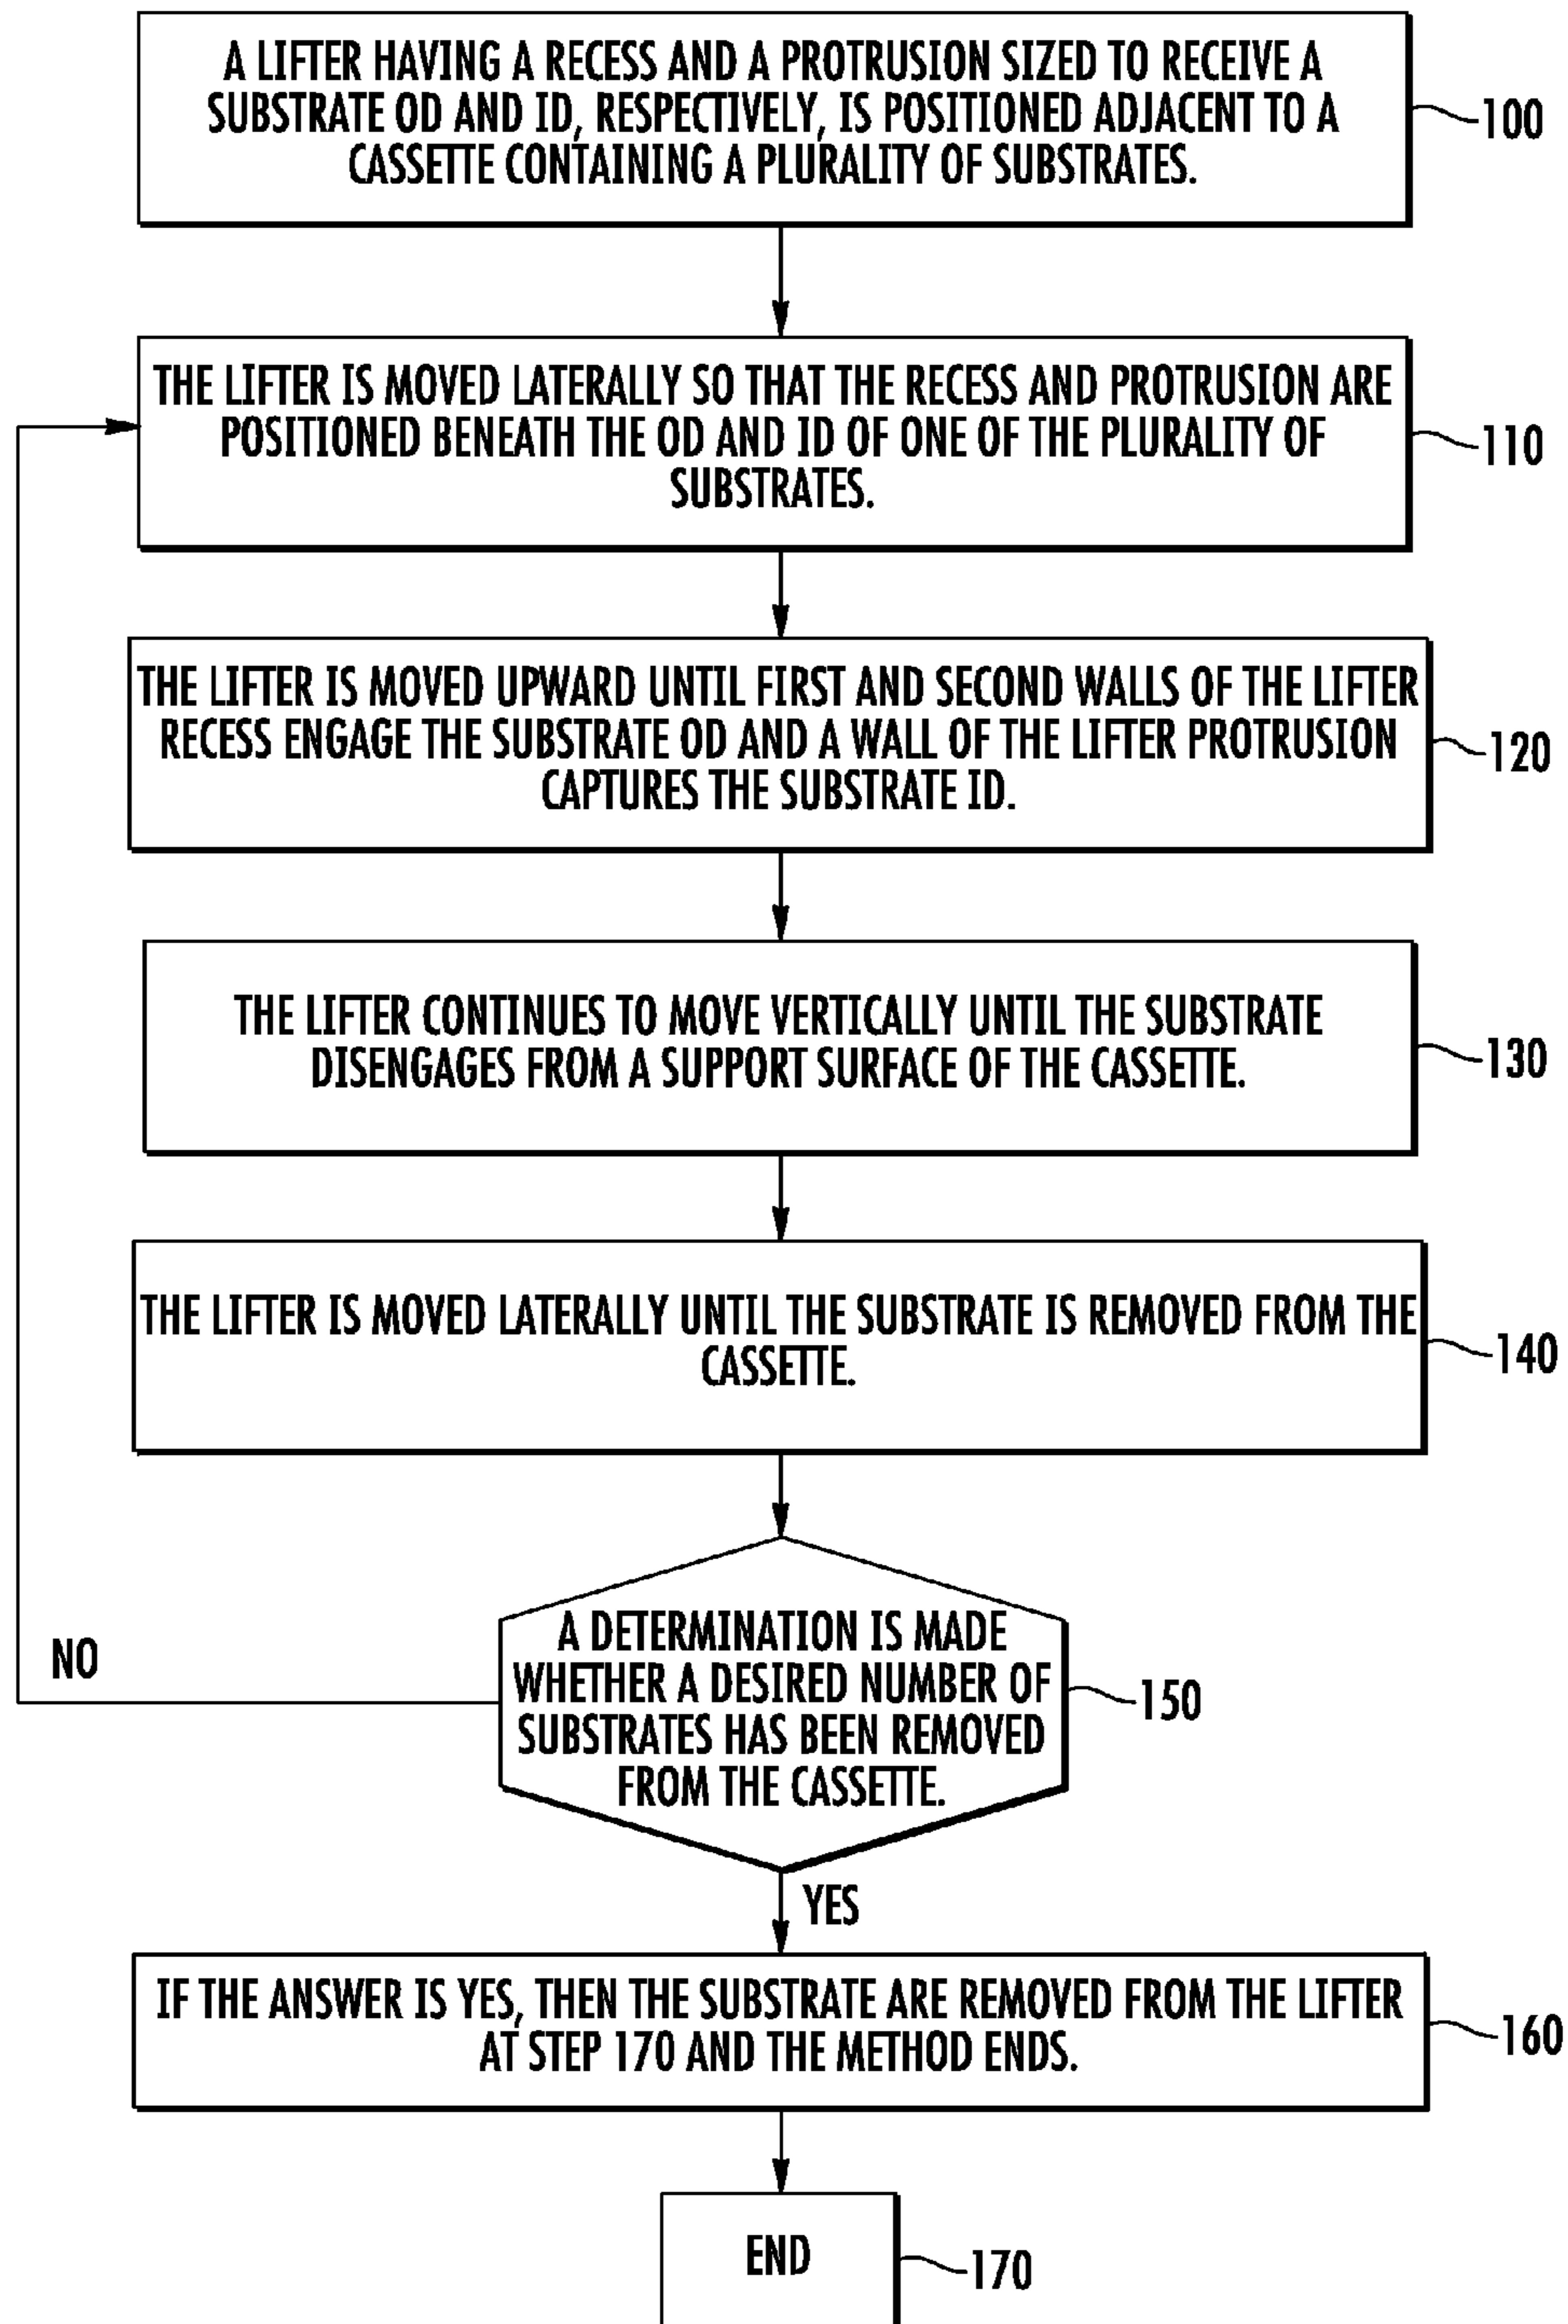 A LIFTER HAVING A RECESS AND A PROTRUSION SIZED TO RECEIVE A
SUBSTRATE OD AND ID, RESPECTIVELY, IS POSITIONED ADJACENT TO A
CASSETTE CONTAINING A PLURALITY OF SUBSTRATES.
100
THE LIFTER IS MOVED LATERALLY SO THAT THE RECESS AND PROTRUSION ARE
POSITIONED BENEATH THE OD AND ID OF ONE OF THE PLURALITY OF
SUBSTRATES.
110
THE LIFTER IS MOVED UPWARD UNTIL FIRST AND SECOND WALLS OF THE LIFTER
RECESS ENGAGE THE SUBSTRATE OD AND A WALL OF THE LIFTER PROTRUSION
CAPTURES THE SUBSTRATE ID.
120
THE LIFTER CONTINUES TO MOVE VERTICALLY UNTIL THE SUBSTRATE
DISENGAGES FROM A SUPPORT SURFACE OF THE CASSETTE.
130
THE LIFTER IS MOVED LATERALLY UNTIL THE SUBSTRATE IS REMOVED FROM THE
CASSETTE.
140
A DETERMINATION IS MADE
WHETHER A DESIRED NUMBER OF
SUBSTRATES HAS BEEN REMOVED
FROM THE CASSETTE.
150
NO
YES
IF THE ANSWER IS YES, THEN THE SUBSTRATE ARE REMOVED FROM THE LIFTER
AT STEP 170 AND THE METHOD ENDS.
160
END
170